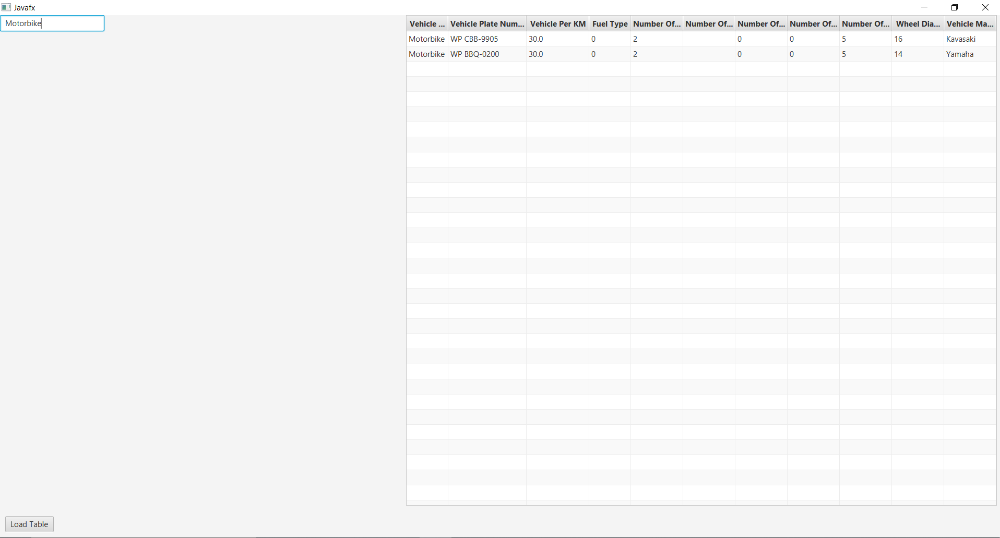 Javafx
Motorbike
Vehicle ... Vehicle Plate Num... Vehicle Per KM Fuel Type Number Of... Number Of... Number Of... Number Of... Number Of... Wheel Dia... Vehicle Ma...
Motorbike WP CBB-9905 30.0 0 2 0 0 5 16 Kavasaki
Motorbike WP BBQ-0200 30.0 0 2 0 0 5 14 Yamaha
Load Table